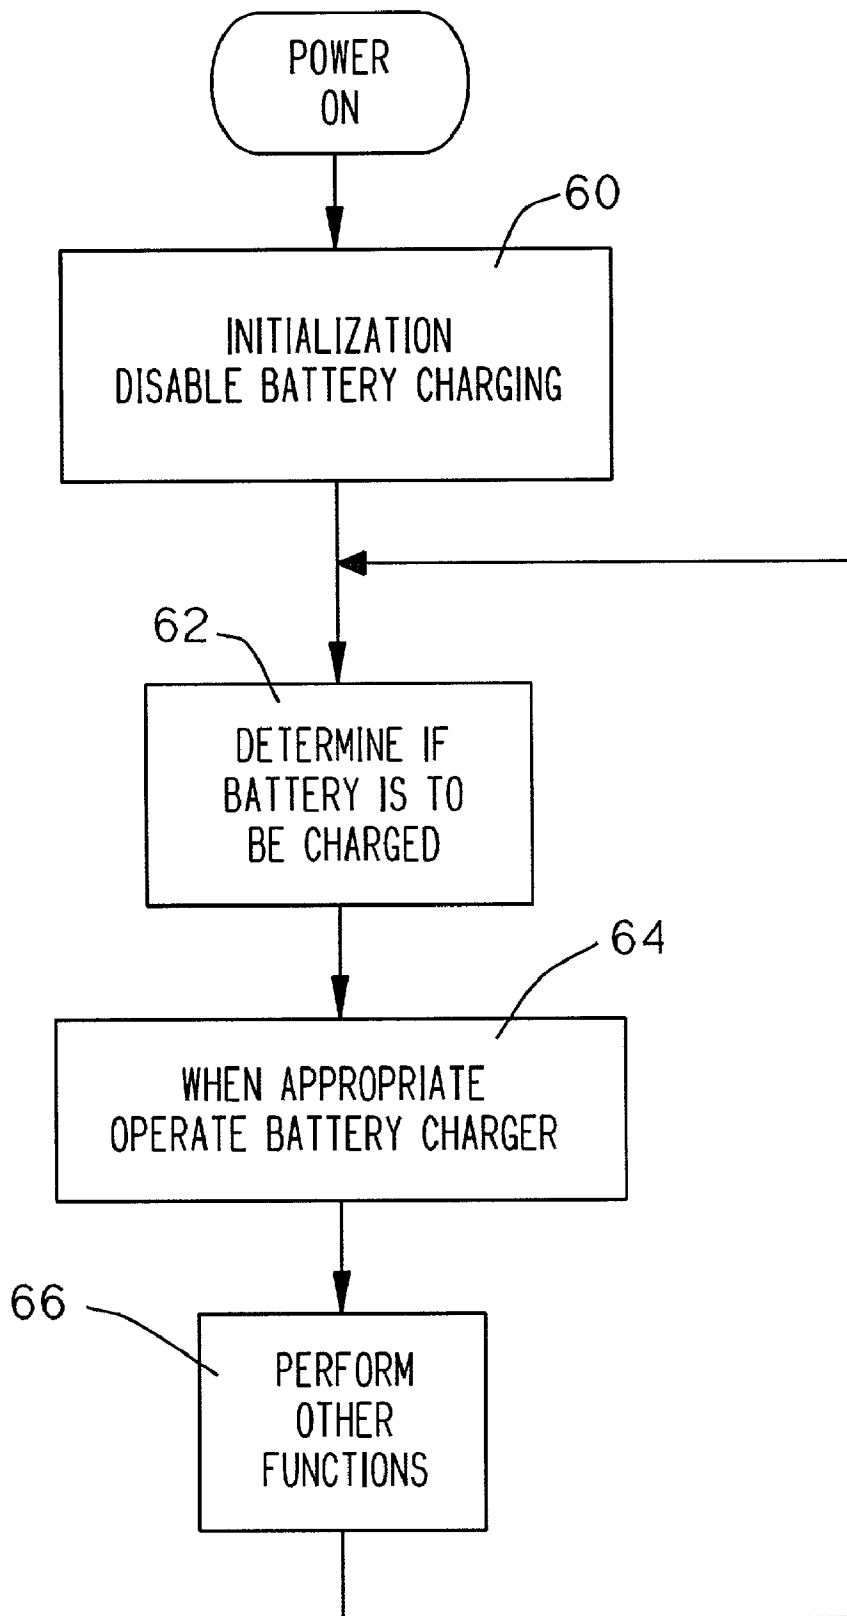 POWER
ON
60
INITIALIZATION
DISABLE BATTERY CHARGING
62
DETERMINE IF
BATTERY IS TO
BE CHARGED
64
WHEN APPROPRIATE
OPERATE BATTERY CHARGER
66
PERFORM
OTHER
FUNCTIONS